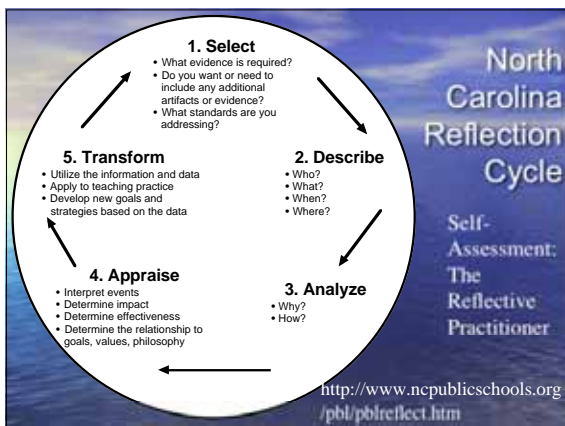 1. Select
• What evidence is required?
• Do you want or need to
include any additional
artifacts or evidence?
• What standards are you
addressing?
2. Describe
• Who?
• What?
• When?
• Where?
3. Analyze
• Why?
• How?
4. Appraise
• Interpret events
• Determine impact
• Determine effectiveness
• Determine the relationship to
goals, values, philosophy
5. Transform
• Utilize the information and data
• Apply to teaching practice
• Develop new goals and
strategies based on the data
North
Carolina
Reflection
Cycle
Self-
Assessment:
The
Reflective
Practitioner
http://www.ncpublicschools.org
/pbl/pblreflect.htm